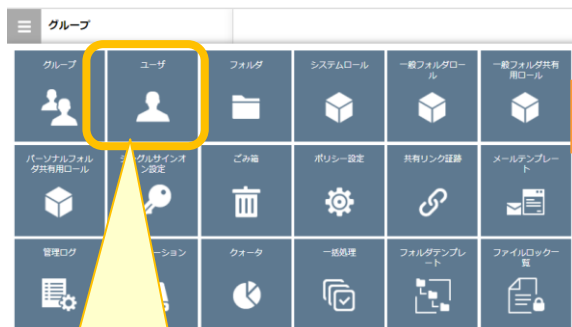 グループ
グループ
ユーザ
フォルダ
システムロール
一般フォルダロー
ル
一般フォルダ共有
用ロール
パーソナルフォル
ダ共有用ロール
ン設定
ごみ箱
ポリシー設定
共有リンク証跡
メールテンプレー
ト
管理ログ
ーション
クォータ
一括処理
フォルダテンプレ
ート
ファイルロック一
覧